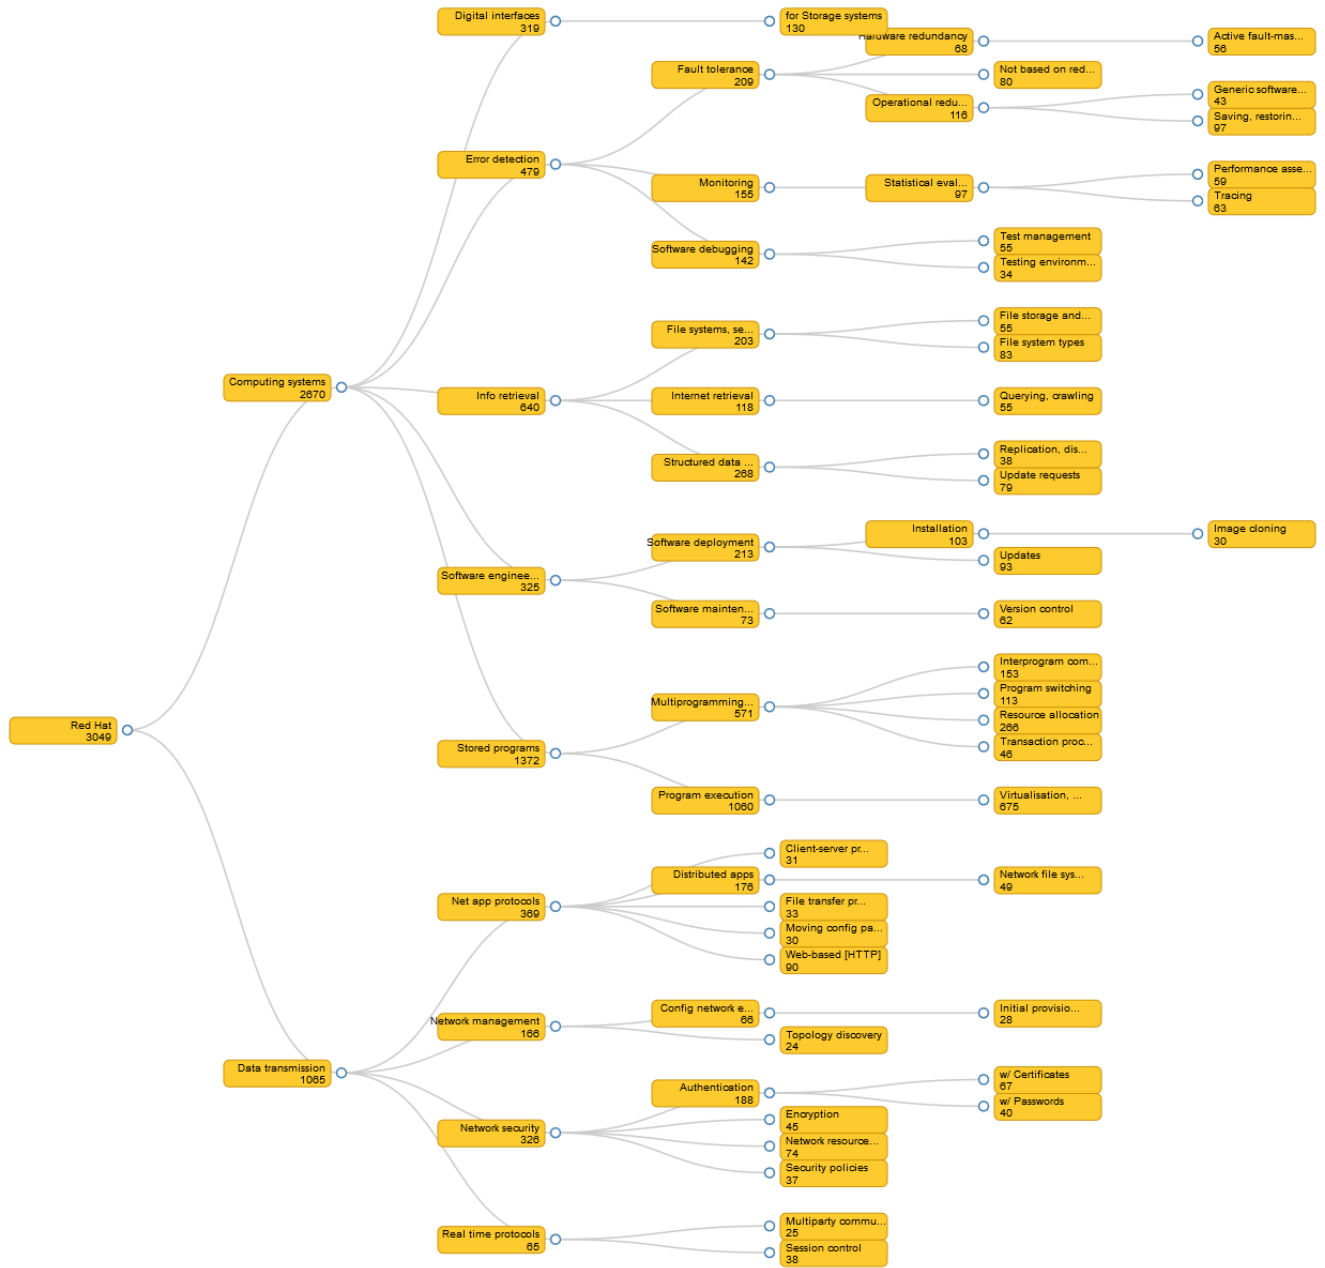 Digital interfaces
319
for Storage systems
130
Hardware redundancy
68
Active fault-mas...
56
Fault tolerance
209
Not based on red...
80
Operational redu...
116
Generic software...
43
Saving, restorin...
97
Error detection
479
Monitoring
155
Statistical eval...
97
Performance asse...
59
Tracing
63
Software debugging
142
Test management
55
Testing environm...
34
File systems, se...
203
File storage and...
55
File system types
83
Computing systems
2670
Info retrieval
640
Internet retrieval
118
Querying, crawling
55
Structured data ...
268
Replication, dis...
38
Update requests
79
Software deployment
213
Installation
103
Image cloning
30
Updates
93
Software enginee...
325
Software mainten...
73
Version control
62
Multiprogramming...
571
Interprogram com...
153
Program switching
113
Resource allocation
266
Transaction proc...
46
Red Hat
3049
Stored programs
1372
Program execution
1060
Virtualisation, ...
675
Client-server pr...
31
Distributed apps
176
Network file sys...
49
Net app protocols
369
File transfer pr...
33
Moving config pa...
30
Web-based [HTTP]
90
Network management
166
Config network e...
66
Initial provisio...
28
Topology discovery
24
Data transmission
1065
Authentication
188
w/ Certificates
67
w/ Passwords
40
Network security
326
Encryption
45
Network resource...
74
Security policies
37
Real time protocols
65
Multiparty commu...
25
Session control
38